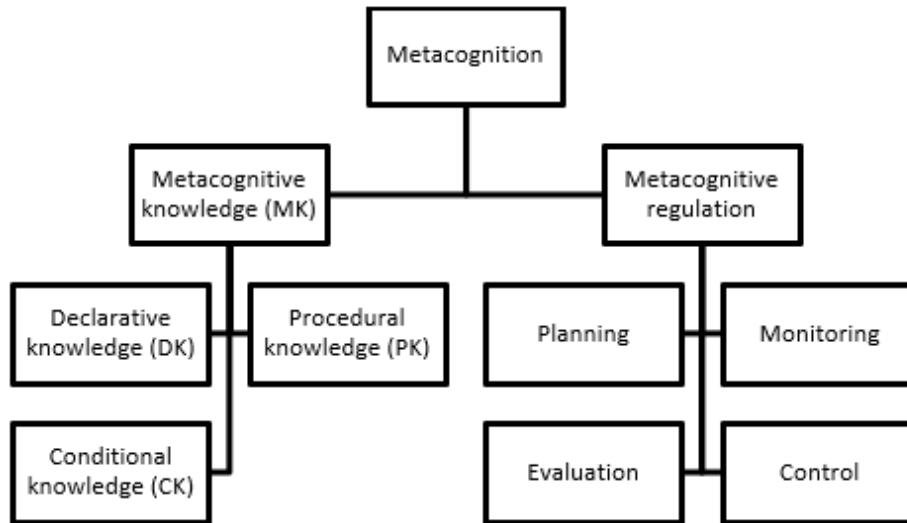 Metacognition
Metacognitive
knowledge (MK)
Metacognitive
regulation
Declarative
knowledge (DK)
Procedural
knowledge (PK)
Planning
Monitoring
Conditional
knowledge (CK)
Evaluation
Control